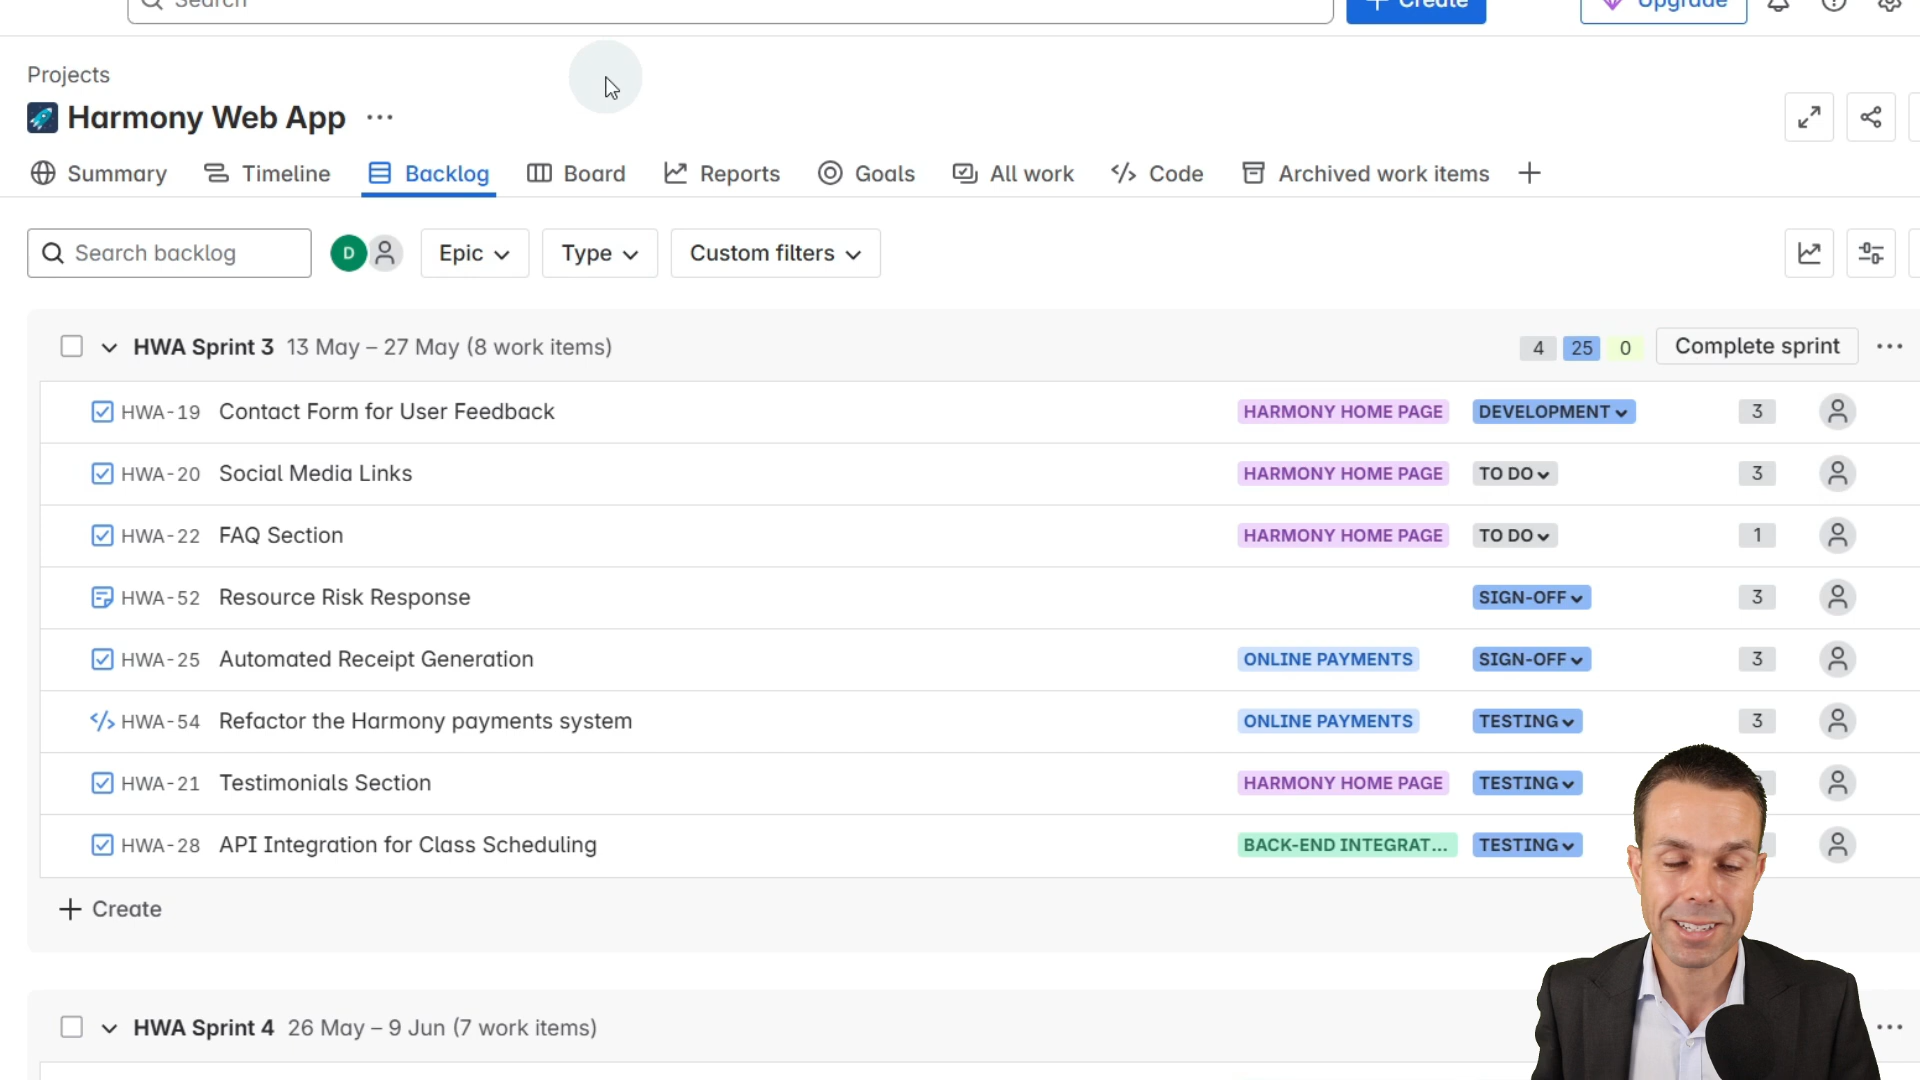 Search
+ Create
Upgrade
Projects
Harmony Web App ...
Summary Timeline Backlog Board Reports Goals All work Code Archived work items +
Search backlog D Epic Type Custom filters
HWA Sprint 3 13 May – 27 May (8 work items) 4 25 0 Complete sprint ...
HWA-19 Contact Form for User Feedback HARMONY HOME PAGE DEVELOPMENT 3
HWA-20 Social Media Links HARMONY HOME PAGE TO DO 3
HWA-22 FAQ Section HARMONY HOME PAGE TO DO 1
HWA-52 Resource Risk Response SIGN-OFF 3
HWA-25 Automated Receipt Generation ONLINE PAYMENTS SIGN-OFF 3
</> HWA-54 Refactor the Harmony payments system ONLINE PAYMENTS TESTING 3
HWA-21 Testimonials Section HARMONY HOME PAGE TESTING
HWA-28 API Integration for Class Scheduling BACK-END INTEGRAT... TESTING
+ Create
HWA Sprint 4 26 May – 9 Jun (7 work items) ...